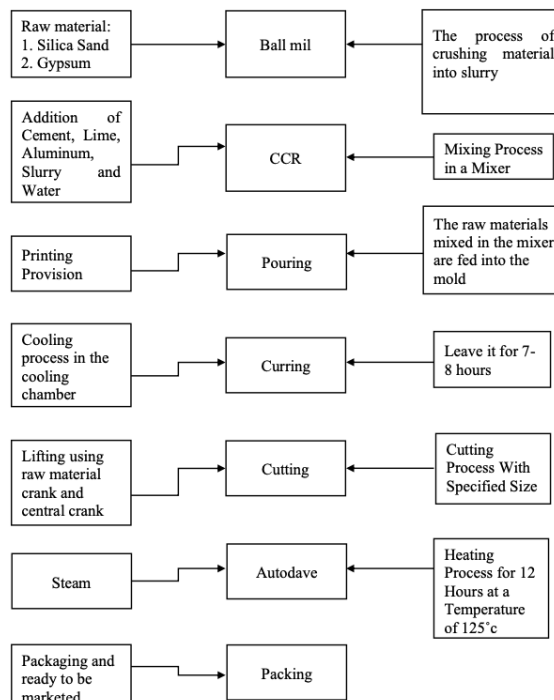 Raw material:
1. Silica Sand
2. Gypsum
Ball mil
The process of
crushing material
into slurry
Addition of
Cement, Lime,
Aluminum,
Slurry and
Water
CCR
Mixing Process
in a Mixer
Printing
Provision
Pouring
The raw materials
mixed in the mixer
are fed into the
mold
Cooling
process in the
cooling
chamber
Curring
Leave it for 7-
8 hours
Lifting using
raw material
crank and
central crank
Cutting
Cutting
Process With
Specified Size
Steam
Autodave
Heating
Process for 12
Hours at a
Temperature
of 125˚c
Packaging and
ready to be
marketed
Packing